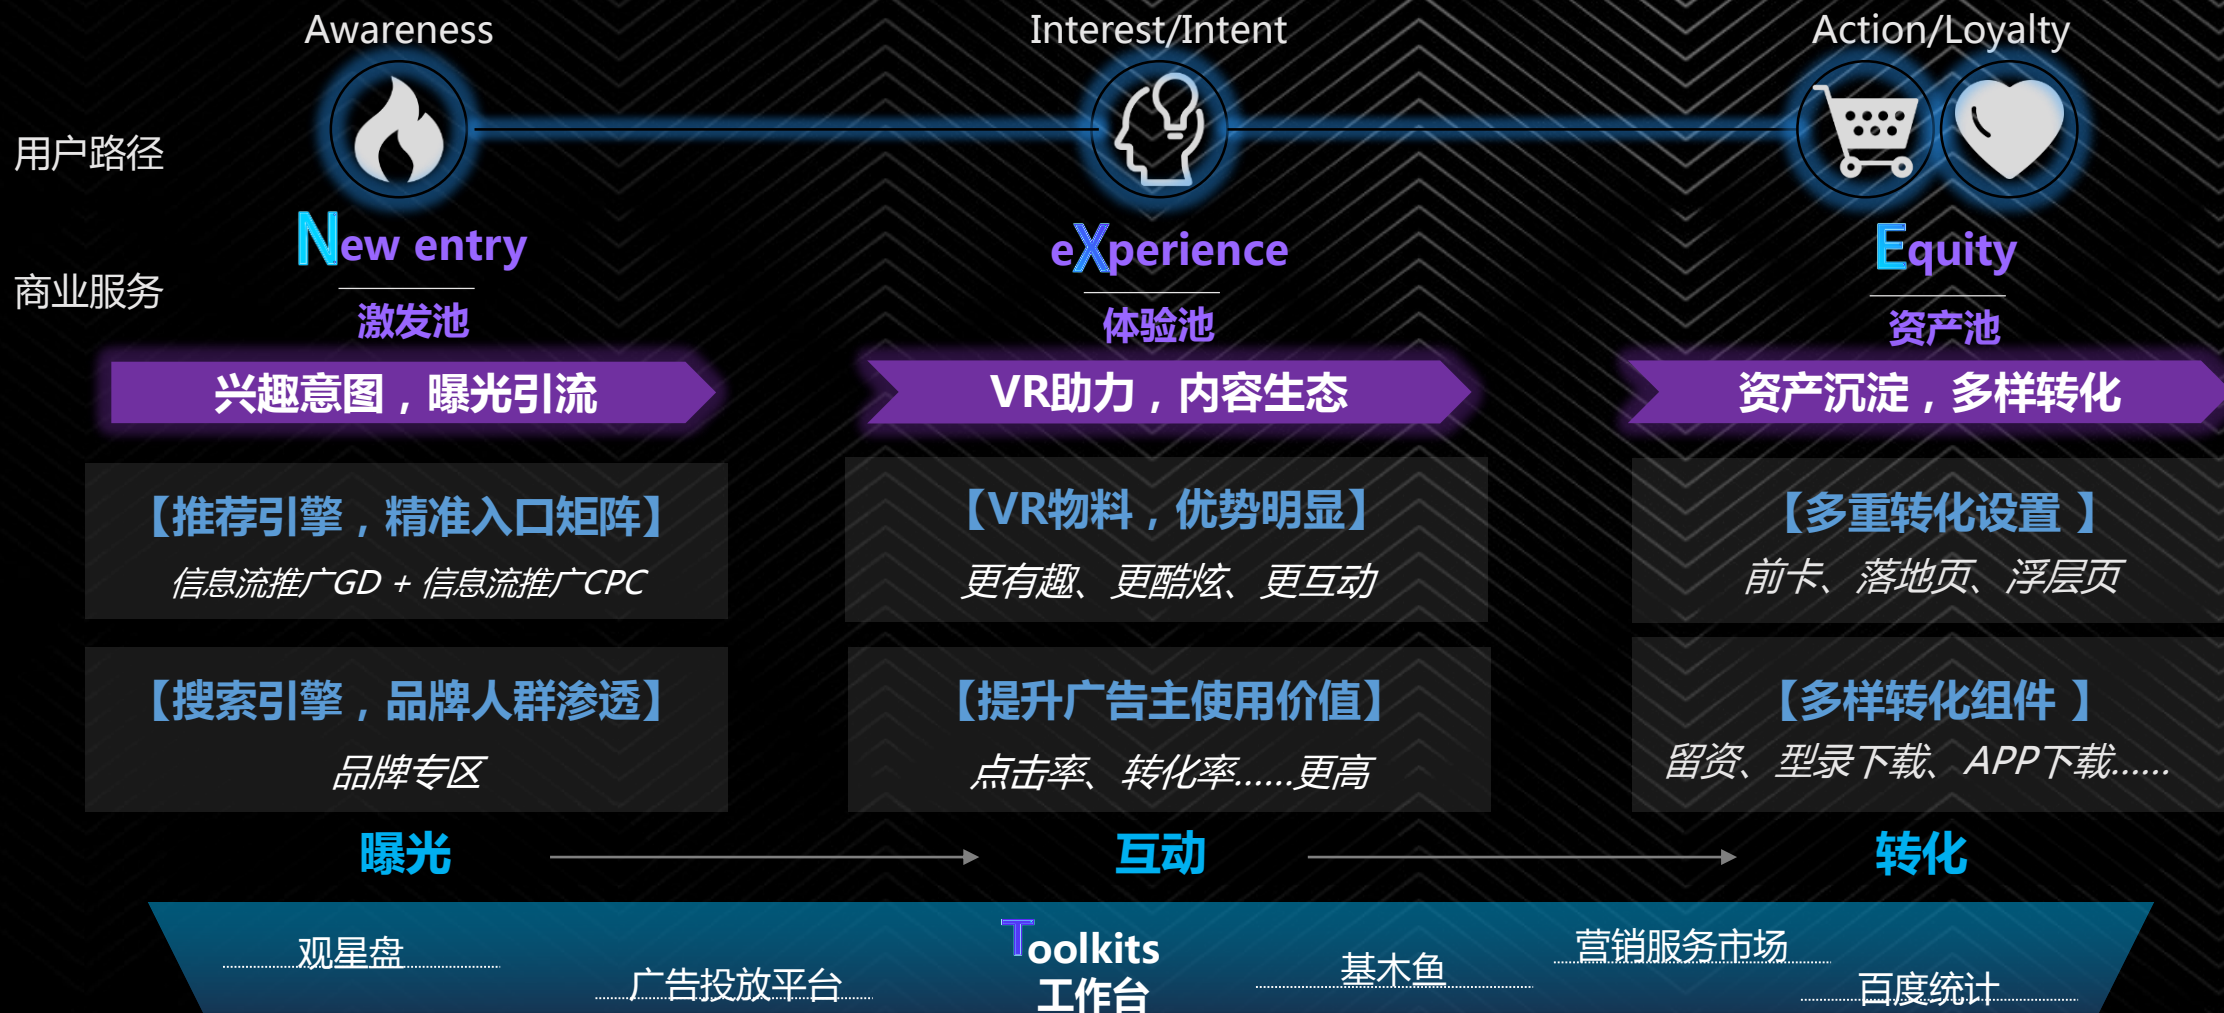 Awareness
Interest/Intent
Action/Loyalty
用户路径
商业服务
New entry
激发池
eXperience
体验池
Equity
资产池
兴趣意图，曝光引流
VR助力，内容生态
资产沉淀，多样转化
【推荐引擎，精准入口矩阵】
信息流推广GD + 信息流推广CPC
【VR物料，优势明显】
更有趣、更酷炫、更互动
【多重转化设置 】
前卡、落地页、浮层页
【搜索引擎，品牌人群渗透】
品牌专区
【提升广告主使用价值】
点击率、转化率......更高
【多样转化组件 】
留资、型录下载、APP下载......
曝光
互动
转化
观星盘
广告投放平台
Toolkits
工作台
基木鱼
营销服务市场
百度统计